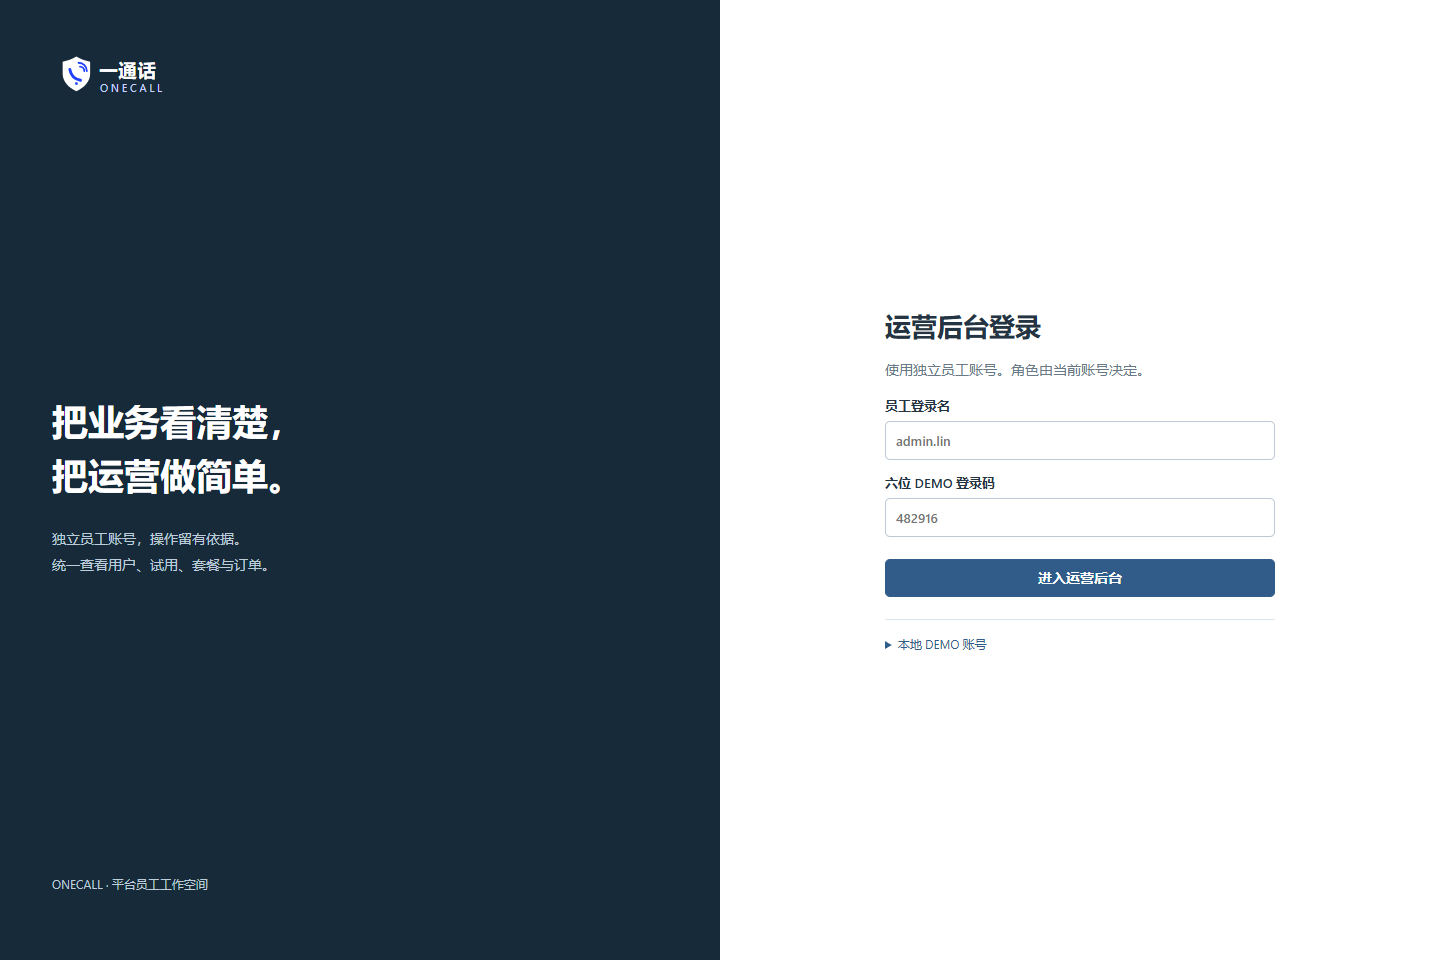 一通话
ONECALL
把业务看清楚，
把运营做简单。
独立员工账号，操作留有依据。
统一查看用户、试用、套餐与订单。
ONECALL · 平台员工工作空间
运营后台登录
使用独立员工账号。角色由当前账号决定。
员工登录名
admin.lin
六位 DEMO 登录码
482916
进入运营后台
本地 DEMO 账号